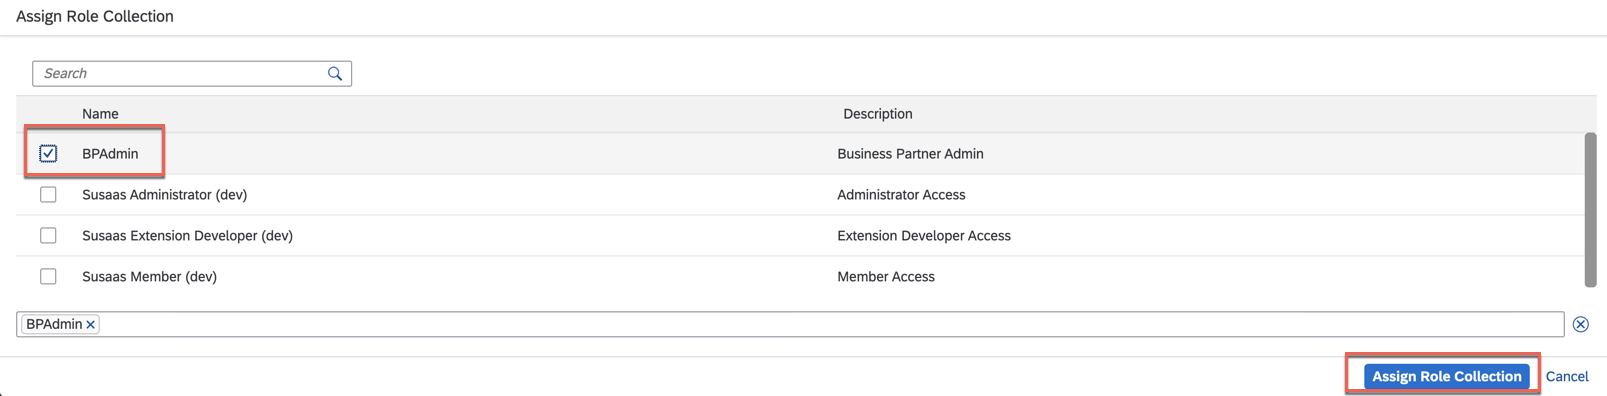 Assign Role Collection
Search
Name Description
BPAdmin Business Partner Admin
Susaas Administrator (dev) Administrator Access
Susaas Extension Developer (dev) Extension Developer Access
Susaas Member (dev) Member Access
BPAdmin
Assign Role Collection Cancel